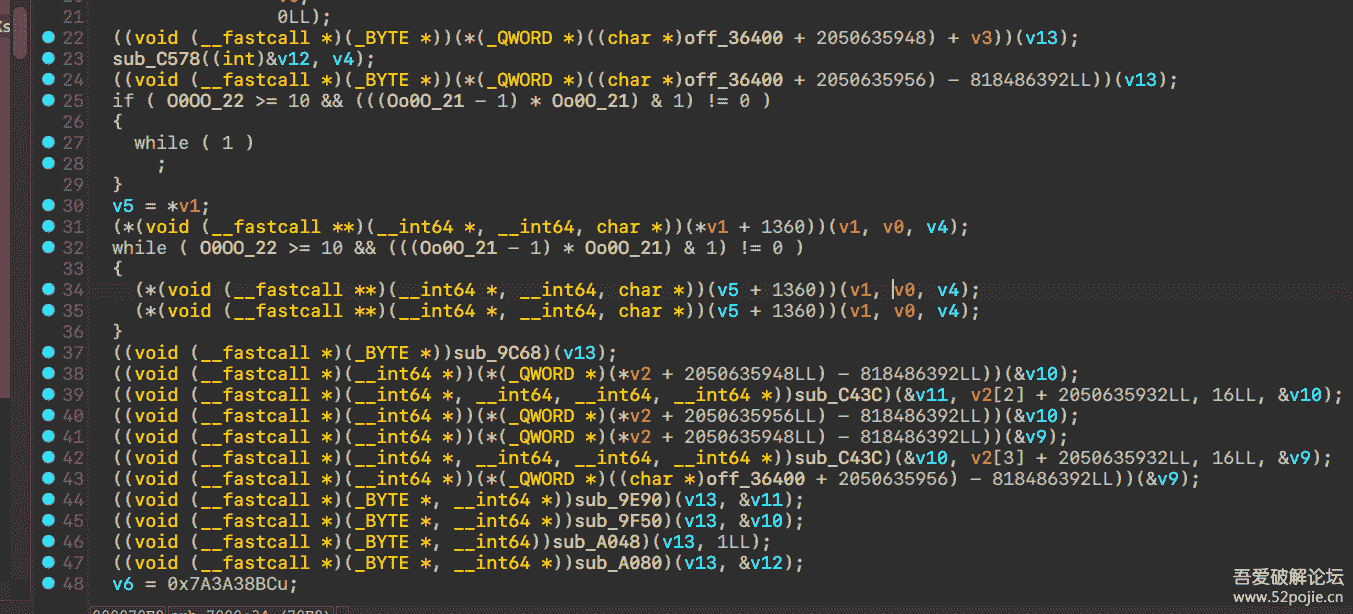 21 0LL);
22 ((void (__fastcall *)(_BYTE *))(*(_QWORD *)((char *)off_36400 + 2050635948) + v3))(v13);
23 sub_C578((int)&v12, v4);
24 ((void (__fastcall *)(_BYTE *))(*(_QWORD *)((char *)off_36400 + 2050635956) - 818486392LL))(v13);
25 if ( O0OO_22 >= 10 && (((Oo0O_21 - 1) * Oo0O_21) & 1) != 0 )
26 {
27 while ( 1 )
28 ;
29 }
30 v5 = *v1;
31 (*(void (__fastcall **)(__int64 *, __int64, char *))(*v1 + 1360))(v1, v0, v4);
32 while ( O0OO_22 >= 10 && (((Oo0O_21 - 1) * Oo0O_21) & 1) != 0 )
33 {
34 (*(void (__fastcall **)(__int64 *, __int64, char *))(v5 + 1360))(v1, v0, v4);
35 (*(void (__fastcall **)(__int64 *, __int64, char *))(v5 + 1360))(v1, v0, v4);
36 }
37 ((void (__fastcall *)(_BYTE *))sub_9C68)(v13);
38 ((void (__fastcall *)(__int64 *))(*(_QWORD *)(*v2 + 2050635948LL) - 818486392LL))(&v10);
39 ((void (__fastcall *)(__int64 *, __int64, __int64, __int64 *))sub_C43C)(&v11, v2[2] + 2050635932LL, 16LL, &v10);
40 ((void (__fastcall *)(__int64 *))(*(_QWORD *)(*v2 + 2050635956LL) - 818486392LL))(&v10);
41 ((void (__fastcall *)(__int64 *))(*(_QWORD *)(*v2 + 2050635948LL) - 818486392LL))(&v9);
42 ((void (__fastcall *)(__int64 *, __int64, __int64, __int64 *))sub_C43C)(&v10, v2[3] + 2050635932LL, 16LL, &v9);
43 ((void (__fastcall *)(__int64 *))(*(_QWORD *)((char *)off_36400 + 2050635956) - 818486392LL))(&v9);
44 ((void (__fastcall *)(_BYTE *, __int64 *))sub_9E90)(v13, &v11);
45 ((void (__fastcall *)(_BYTE *, __int64 *))sub_9F50)(v13, &v10);
46 ((void (__fastcall *)(_BYTE *, __int64))sub_A048)(v13, 1LL);
47 ((void (__fastcall *)(_BYTE *, __int64 *))sub_A080)(v13, &v12);
48 v6 = 0x7A3A38BCu;
吾爱破解论坛
www.52pojie.cn